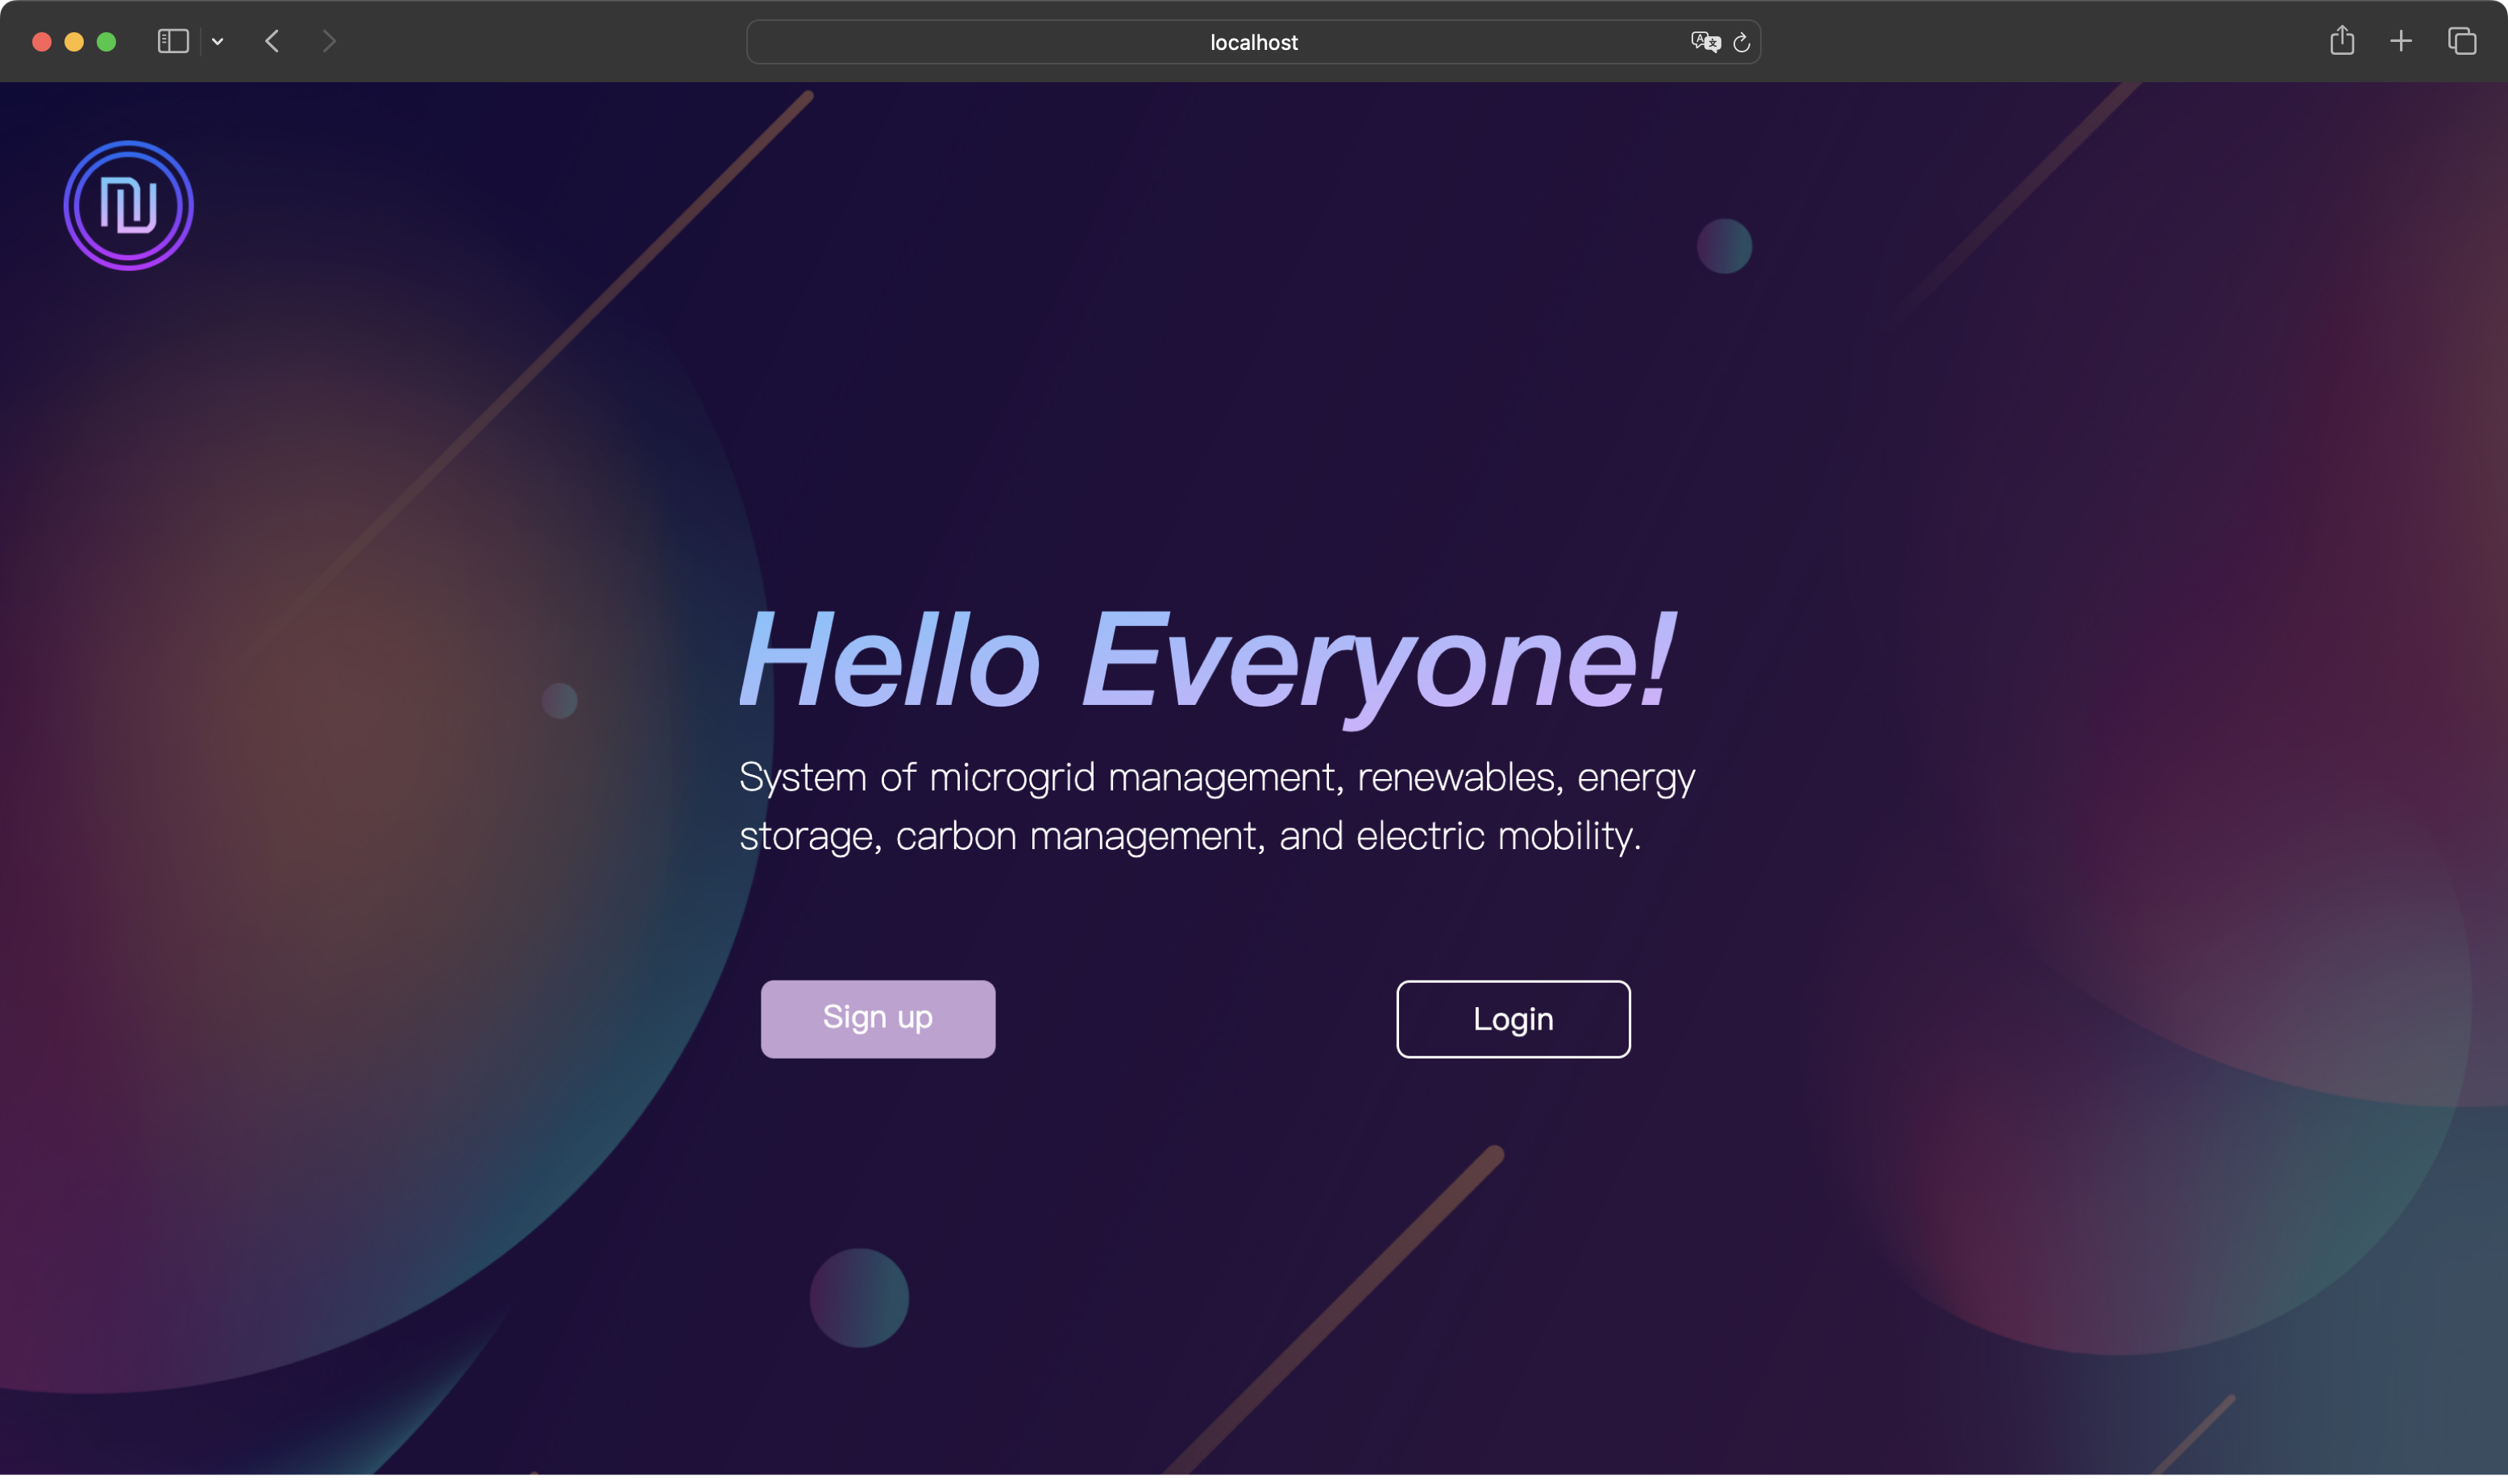 localhost
Hello Everyone!
System of microgrid management, renewables, energy
storage, carbon management, and electric mobility.
Sign up
Login